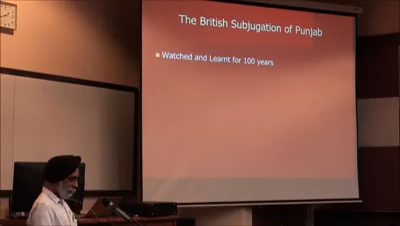 The British Subjugation of Punjab
Watched and Learnt for 100 years